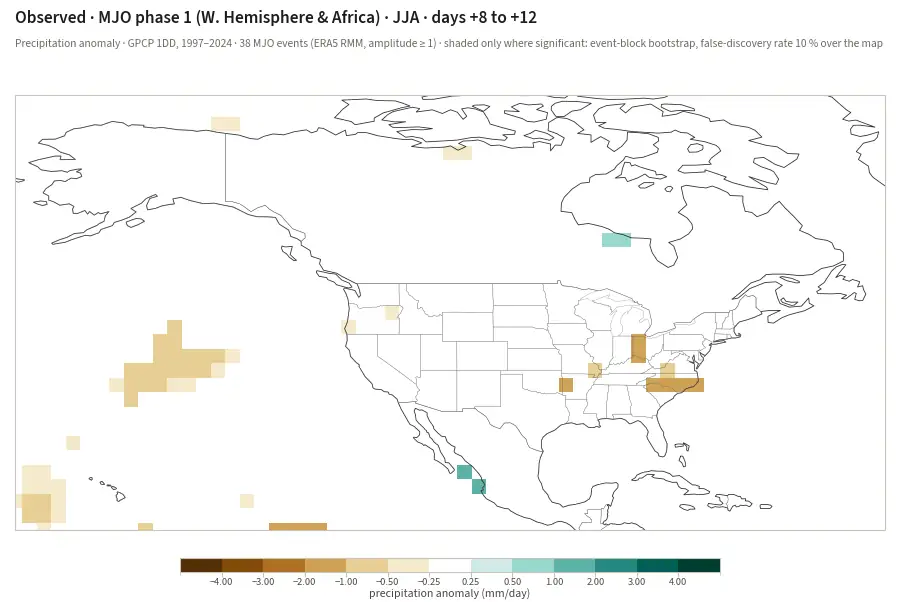 Observed · MJO phase 1 (W. Hemisphere & Africa) · JJA · days +8 to +12
Precipitation anomaly · GPCP 1DD, 1997–2024 · 38 MJO events (ERA5 RMM, amplitude ≥ 1) · shaded only where significant: event-block bootstrap, false-discovery rate 10 % over the map
−4.00 −3.00 −2.00 −1.00 −0.50 −0.25 0.25 0.50 1.00 2.00 3.00 4.00
precipitation anomaly (mm/day)